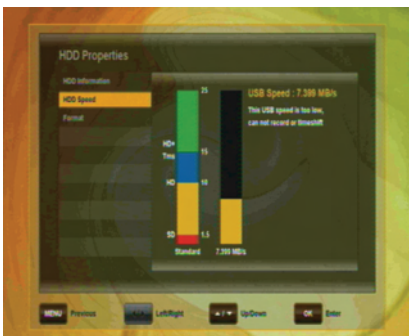 HDD Properties
HDD Information
HDD Speed
Format
25
HD+
Tms
15
HD
10
SD
1.5
Standard
7.399 MB/s
USB Speed : 7.399 MB/s
This USB speed is too low,
can not record or timeshift
MENU Previous
Left/Right
▲/▼ Up/Down
OK Enter